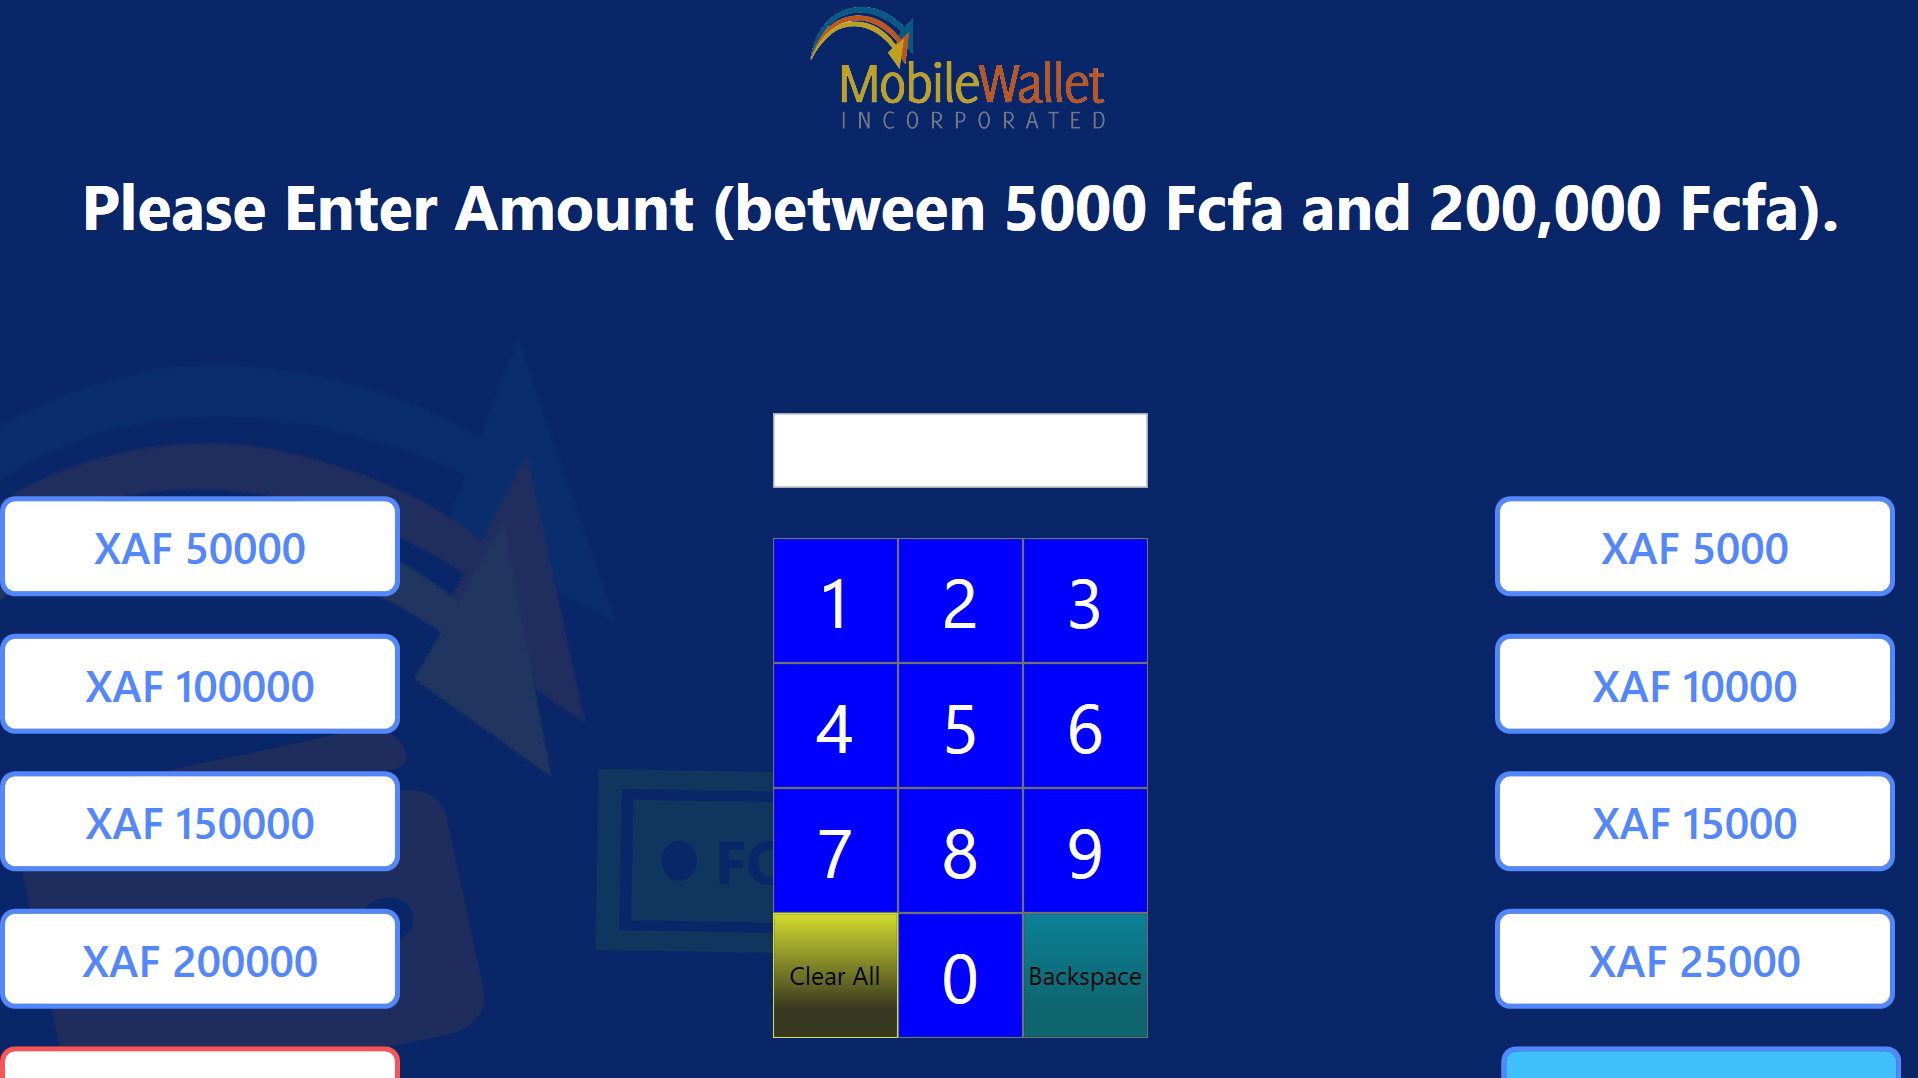 MobileWallet
INCORPORATED
Please Enter Amount (between 5000 Fcfa and 200,000 Fcfa).
XAF 50000
XAF 100000
XAF 150000
XAF 200000
1 2 3
4 5 6
7 8 9
Clear All 0 Backspace
FC
XAF 5000
XAF 10000
XAF 15000
XAF 25000